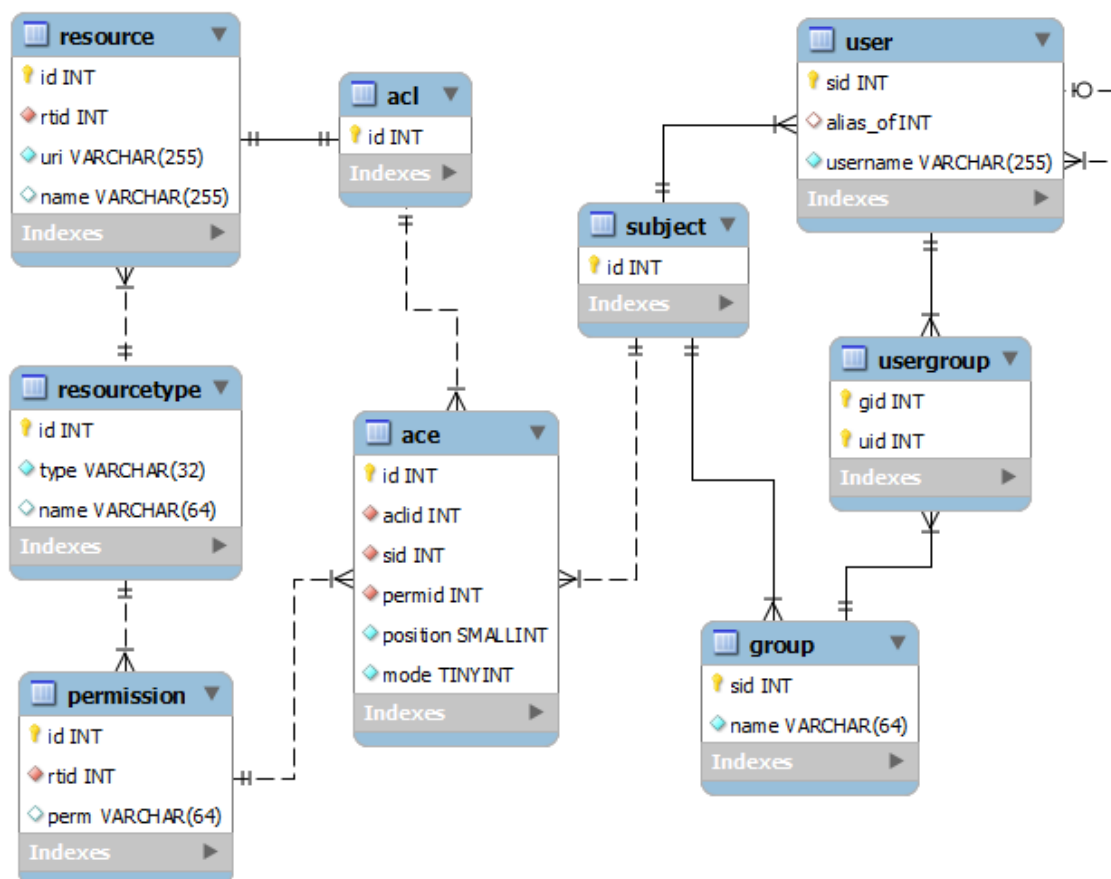 resource
id INT
rtid INT
uri VARCHAR(255)
name VARCHAR(255)
Indexes
acl
id INT
Indexes
user
sid INT
alias_of INT
username VARCHAR(255)
Indexes
subject
id INT
Indexes
resourcetype
id INT
type VARCHAR(32)
name VARCHAR(64)
Indexes
ace
id INT
aclid INT
sid INT
permid INT
position SMALLINT
mode TINYINT
Indexes
usergroup
gid INT
uid INT
Indexes
permission
id INT
rtid INT
perm VARCHAR(64)
Indexes
group
sid INT
name VARCHAR(64)
Indexes